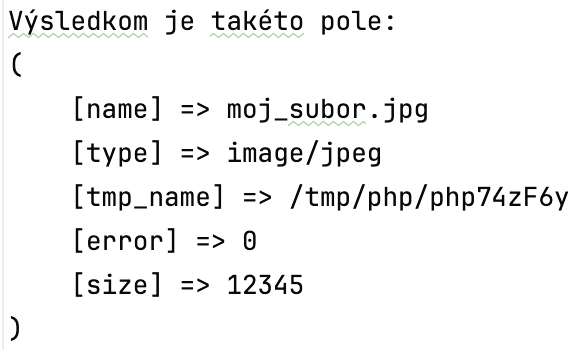 Výsledkom je takéto pole:
(
    [name] => moj_subor.jpg
    [type] => image/jpeg
    [tmp_name] => /tmp/php/php74zF6y
    [error] => 0
    [size] => 12345
)